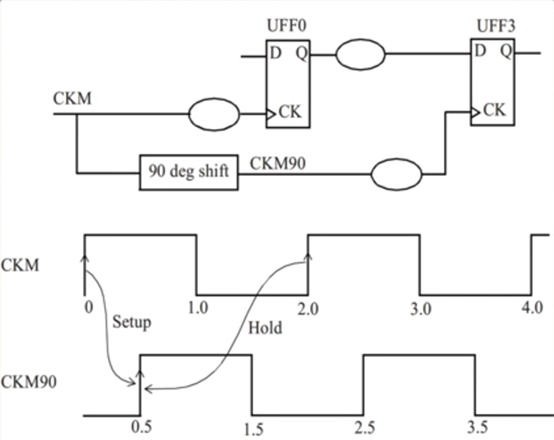 UFF0 UFF3
D Q D Q
CKM
CK CK
90 deg shift CKM90
CKM
0 1.0 2.0 3.0 4.0
Setup Hold
CKM90
0.5 1.5 2.5 3.5